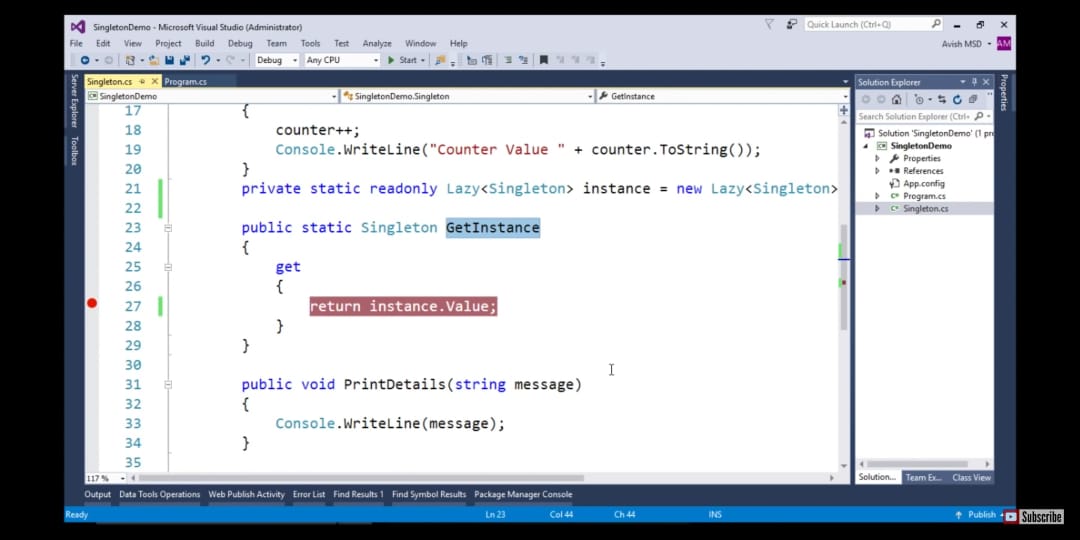 SingletonDemo - Microsoft Visual Studio (Administrator)
Quick Launch (Ctrl+Q)
File Edit View Project Build Debug Team Tools Test Analyze Window Help
Avish MSD AM
Debug Any CPU Start
Server Explorer
Toolbox
Singleton.cs Program.cs
SingletonDemo SingletonDemo.Singleton GetInstance
17 {
18 counter++;
19 Console.WriteLine("Counter Value " + counter.ToString());
20 }
21 private static readonly Lazy<Singleton> instance = new Lazy<Singleton>
22
23 public static Singleton GetInstance
24 {
25 get
26 {
27 return instance.Value;
28 }
29 }
30
31 public void PrintDetails(string message)
32 {
33 Console.WriteLine(message);
34 }
35
117 %
Solution Explorer
Search Solution Explorer (Ctrl+
Solution 'SingletonDemo' (1 pr
SingletonDemo
Properties
References
App.config
Program.cs
Singleton.cs
Solution... Team Ex... Class View
Properties
Output Data Tools Operations Web Publish Activity Error List Find Results 1 Find Symbol Results Package Manager Console
Ready Ln 23 Col 44 Ch 44 INS Publish
Subscribe